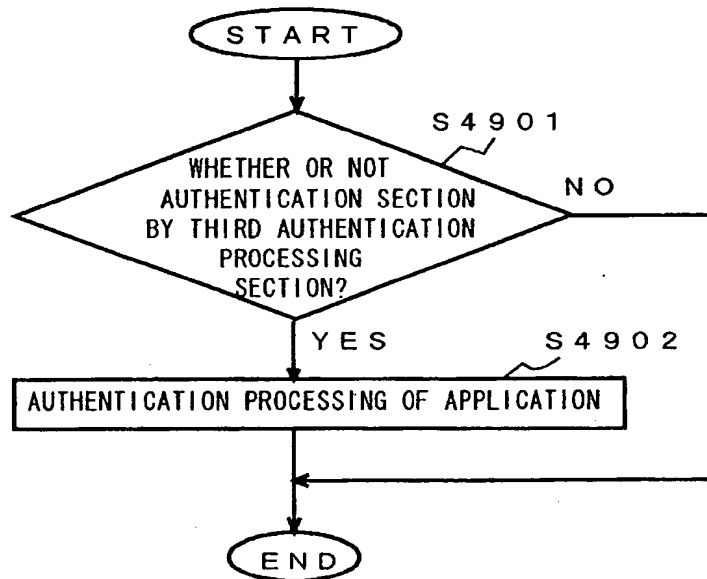 START
S4901
WHETHER OR NOT
AUTHENTICATION SECTION
BY THIRD AUTHENTICATION
PROCESSING
SECTION?
NO
YES
S4902
AUTHENTICATION PROCESSING OF APPLICATION
END